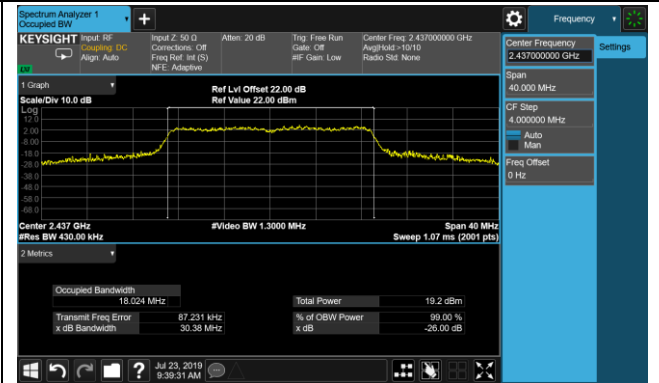 Spectrum Analyzer 1
Occupied BW
Frequency
KEYSIGHT
Input: RF
Coupling: DC
Align: Auto
Input Z: 50 Ω
Corrections: Off
Freq Ref: Int (S)
NFE: Adaptive
Atten: 20 dB
Trig: Free Run
Gate: Off
#IF Gain: Low
Center Freq: 2.437000000 GHz
Avg|Hold:>10/10
Radio Std: None
Center Frequency
2.437000000 GHz
Settings
Span
40.000 MHz
CF Step
4.000000 MHz
Auto
Man
Freq Offset
0 Hz
1 Graph
Scale/Div 10.0 dB
Ref Lvl Offset 22.00 dB
Ref Value 22.00 dBm
Log
12.0
2.00
-8.00
-18.0
-28.0
-38.0
-48.0
-58.0
-68.0
Center 2.437 GHz
#Res BW 430.00 kHz
#Video BW 1.3000 MHz
Span 40 MHz
Sweep 1.07 ms (2001 pts)
2 Metrics
Occupied Bandwidth
18.024 MHz
Total Power 19.2 dBm
Transmit Freq Error 87.231 kHz
% of OBW Power 99.00 %
x dB Bandwidth 30.38 MHz
x dB -26.00 dB
Jul 23, 2019
9:39:31 AM